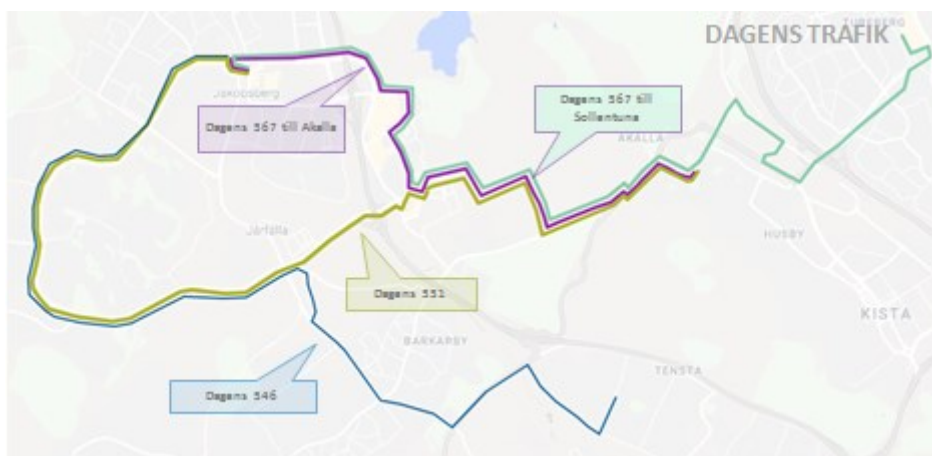 DAGENS TRAFIK
TUREBERG
Jakobsberg
Dagens 567 till Akalla
Dagens 567 till
Sollentuna
AKALLA
Järfälla
HUSBY
Dagens 551
KISTA
BARKARBY
TENSTA
Dagens 546